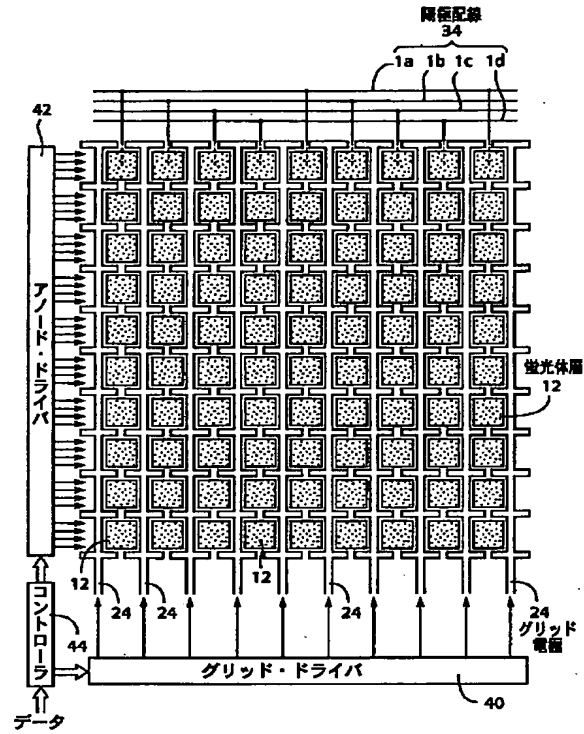 陽極配線
34
1a 1b 1c 1d
42
アノード・ドライバ
蛍光体層
12
12
12
24
24
24
24
グリッド
電極
コントローラ
44
グリッド・ドライバ
40
データ